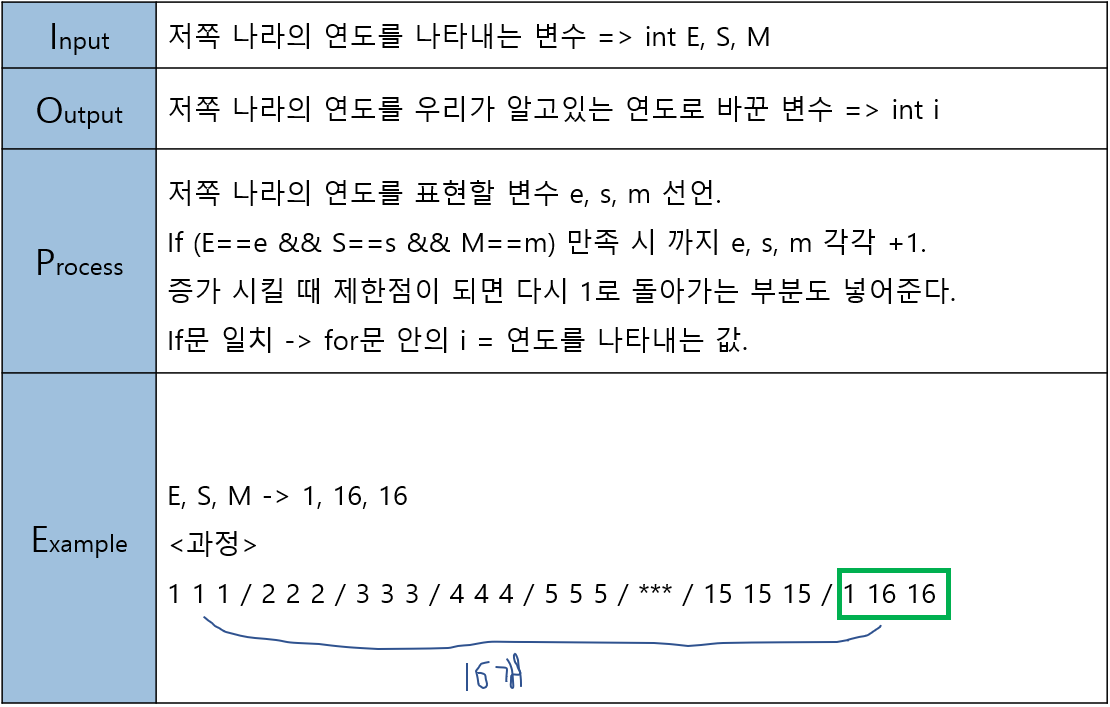 Input
저쪽 나라의 연도를 나타내는 변수 => int E, S, M
Output
저쪽 나라의 연도를 우리가 알고있는 연도로 바꾼 변수 => int i
Process
저쪽 나라의 연도를 표현할 변수 e, s, m 선언.
If (E==e && S==s && M==m) 만족 시 까지 e, s, m 각각 +1.
증가 시킬 때 제한점이 되면 다시 1로 돌아가는 부분도 넣어준다.
If문 일치 -> for문 안의 i = 연도를 나타내는 값.
Example
E, S, M -> 1, 16, 16
<과정>
1 1 1 / 2 2 2 / 3 3 3 / 4 4 4 / 5 5 5 / *** / 15 15 15 / 1 16 16
16개